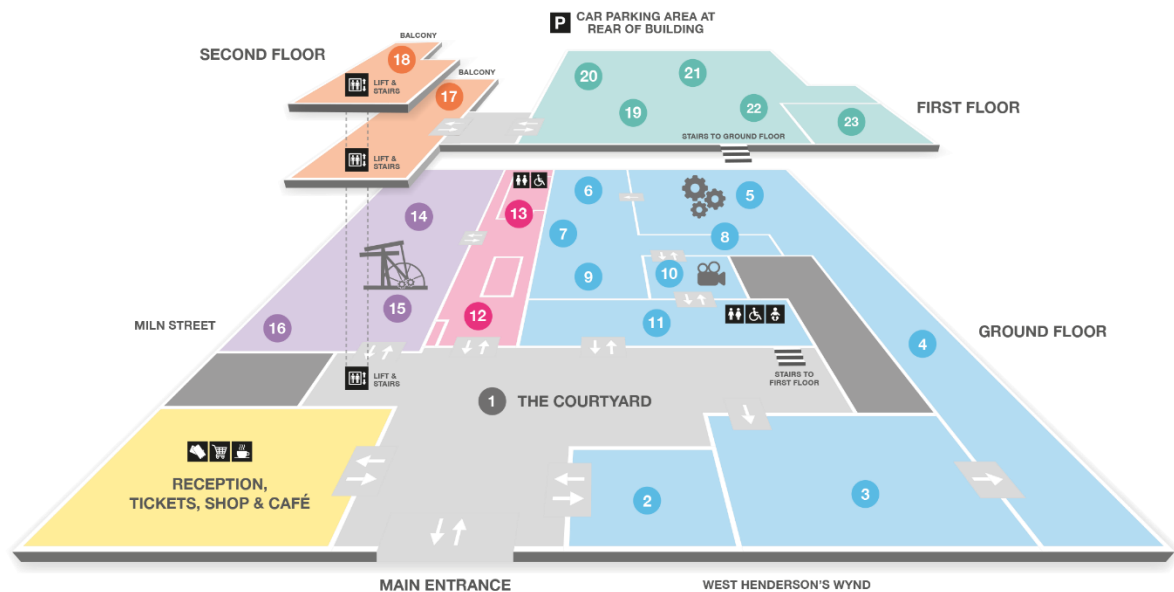 P
CAR PARKING AREA AT
REAR OF BUILDING
BALCONY
SECOND FLOOR
18
LIFT &
STAIRS
BALCONY
17
20
21
19
22
23
FIRST FLOOR
STAIRS TO GROUND FLOOR
LIFT &
STAIRS
6
5
13
14
7
8
9
10
15
12
11
16
MILN STREET
4
GROUND FLOOR
LIFT &
STAIRS
STAIRS TO
FIRST FLOOR
1
THE COURTYARD
RECEPTION,
TICKETS, SHOP & CAFÉ
2
3
MAIN ENTRANCE
WEST HENDERSON'S WYND